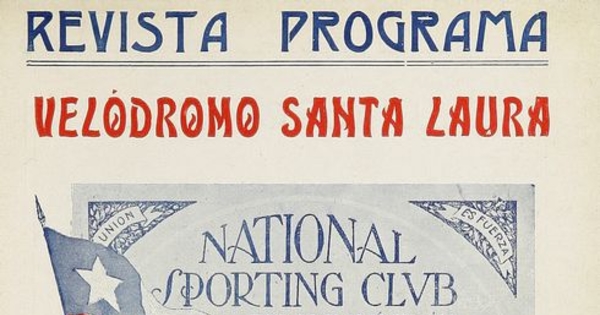 REVISTA PROGRAMA
VELÓDROMO SANTA LAURA
UNION
ES FUERZA
NATIONAL
SPORTING CLVB